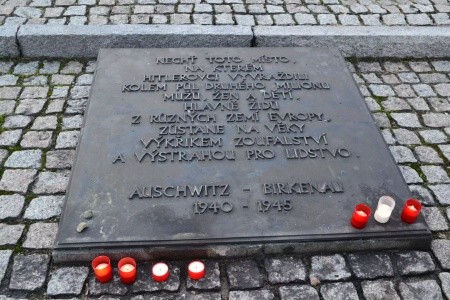 NECHŤ TOTO MÍSTO,
NA KTERÉM
HITLEROVCI VYVRAŽDILI
KOLEM PŮL DRUHÉHO MILIONU
MUŽŮ, ŽEN A DĚTÍ,
HLAVNĚ ŽIDŮ
Z RŮZNÝCH ZEMÍ EVROPY,
ZŮSTANE NA VĚKY
VÝKŘIKEM ZOUFALSTVÍ
A VÝSTRAHOU PRO LIDSTVO.
AUSCHWITZ - BIRKENAU
1940 - 1945